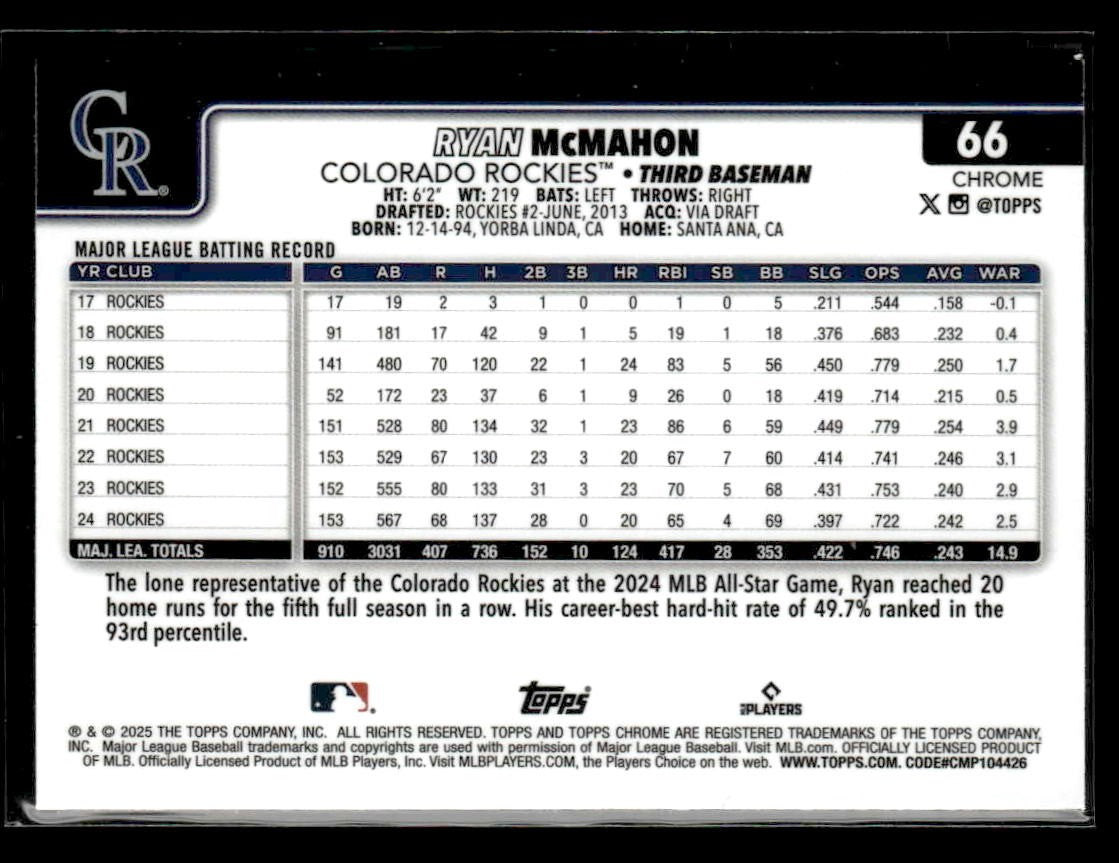 CR®
RYAN McMAHON
66
COLORADO ROCKIES™ • THIRD BASEMAN
CHROME
HT: 6'2" WT: 219 BATS: LEFT THROWS: RIGHT
X @TOPPS
DRAFTED: ROCKIES #2-JUNE, 2013 ACQ: VIA DRAFT
BORN: 12-14-94, YORBA LINDA, CA HOME: SANTA ANA, CA
MAJOR LEAGUE BATTING RECORD
YR CLUB G AB R H 2B 3B HR RBI SB BB SLG OPS AVG WAR
17 ROCKIES 17 19 2 3 1 0 0 1 0 5 .211 .544 .158 -0.1
18 ROCKIES 91 181 17 42 9 1 5 19 1 18 .376 .683 .232 0.4
19 ROCKIES 141 480 70 120 22 1 24 83 5 56 .450 .779 .250 1.7
20 ROCKIES 52 172 23 37 6 1 9 26 0 18 .419 .714 .215 0.5
21 ROCKIES 151 528 80 134 32 1 23 86 6 59 .449 .779 .254 3.9
22 ROCKIES 153 529 67 130 23 3 20 67 7 60 .414 .741 .246 3.1
23 ROCKIES 152 555 80 133 31 3 23 70 5 68 .431 .753 .240 2.9
24 ROCKIES 153 567 68 137 28 0 20 65 4 69 .397 .722 .242 2.5
MAJ. LEA. TOTALS 910 3031 407 736 152 10 124 417 28 353 .422 .746 .243 14.9
The lone representative of the Colorado Rockies at the 2024 MLB All-Star Game, Ryan reached 20
home runs for the fifth full season in a row. His career-best hard-hit rate of 49.7% ranked in the
93rd percentile.
topps® MLBPLAYERS
® & © 2025 THE TOPPS COMPANY, INC. ALL RIGHTS RESERVED. TOPPS AND TOPPS CHROME ARE REGISTERED TRADEMARKS OF THE TOPPS COMPANY,
INC. Major League Baseball trademarks and copyrights are used with permission of Major League Baseball. Visit MLB.com. OFFICIALLY LICENSED PRODUCT
OF MLB. Officially Licensed Product of MLB Players, Inc. Visit MLBPLAYERS.COM, the Players Choice on the web. WWW.TOPPS.COM. CODE#CMP104426